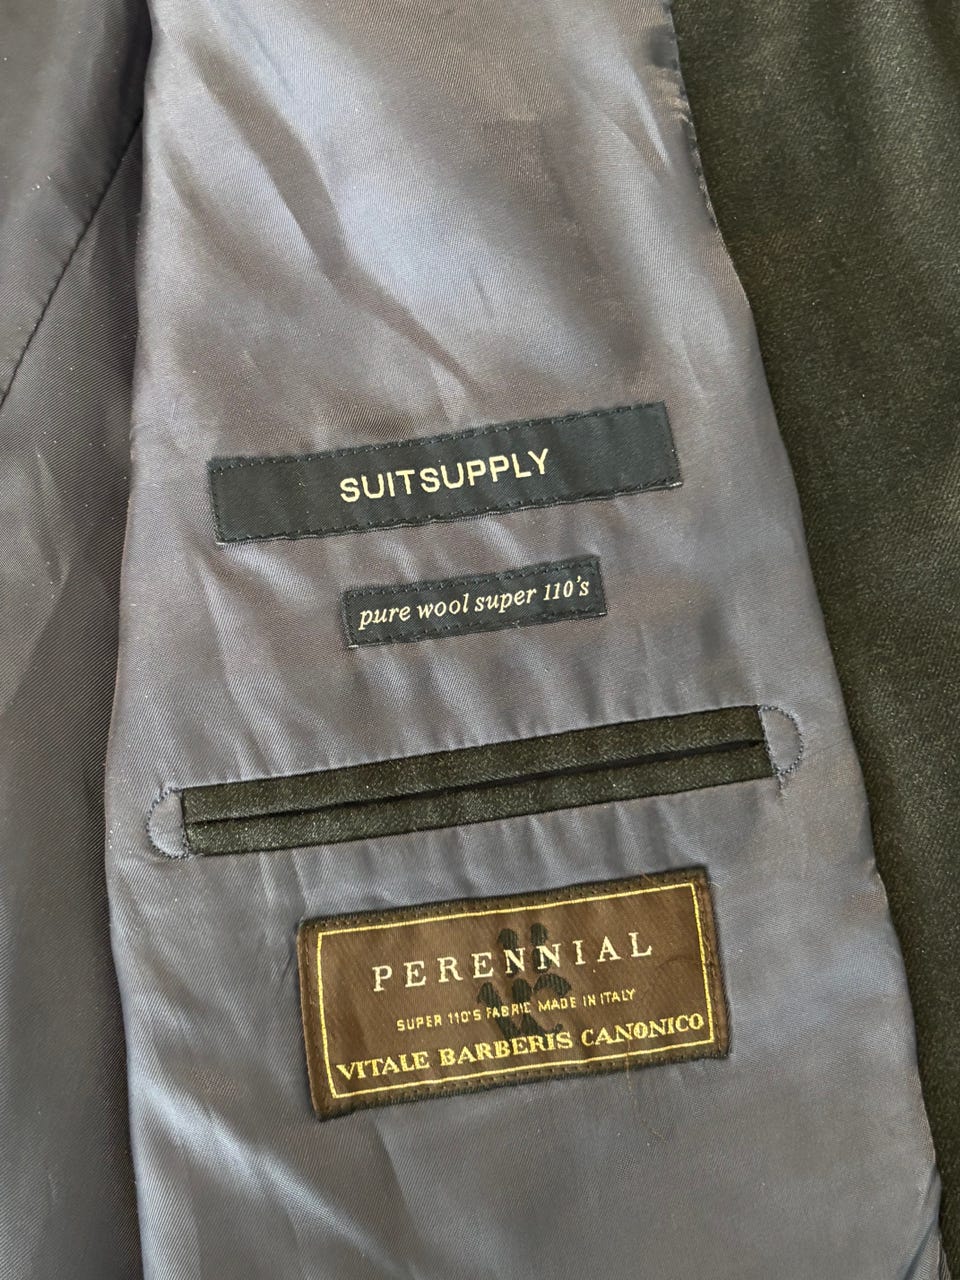 SUITSUPPLY
pure wool super 110's
PERENNIAL
SUPER 110'S FABRIC MADE IN ITALY
VITALE BARBERIS CANONICO